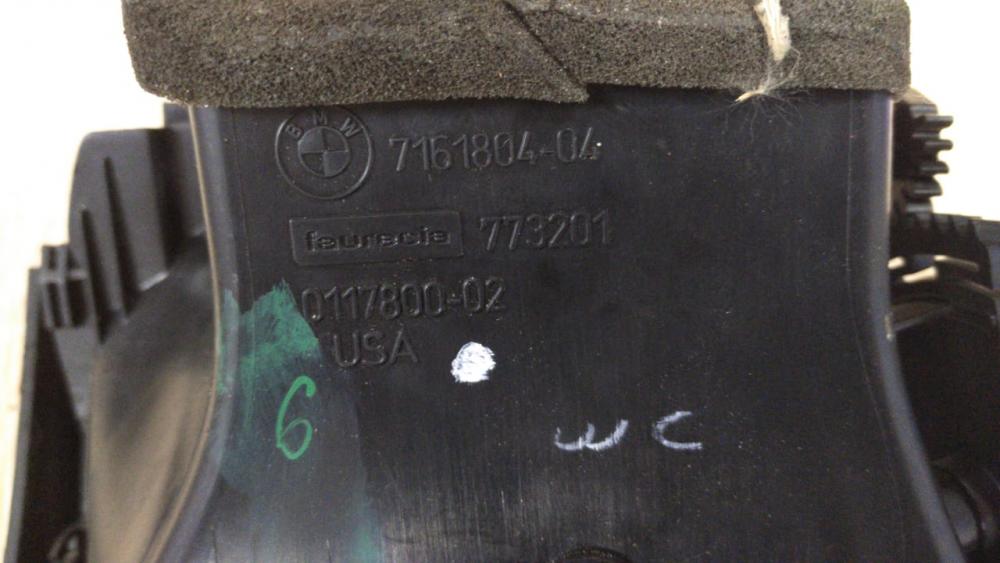 BMW 7161804-04
faurecia 773201
0117800-02
USA
6
WC